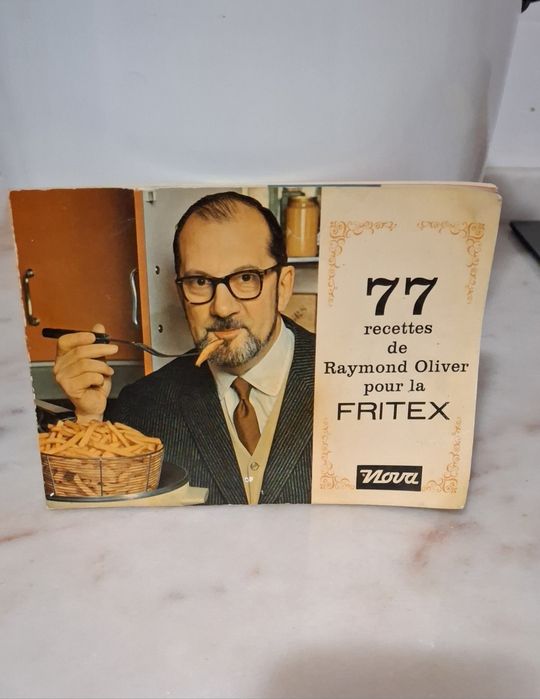 77
recettes
de
Raymond Oliver
pour la
FRITEX
Nova